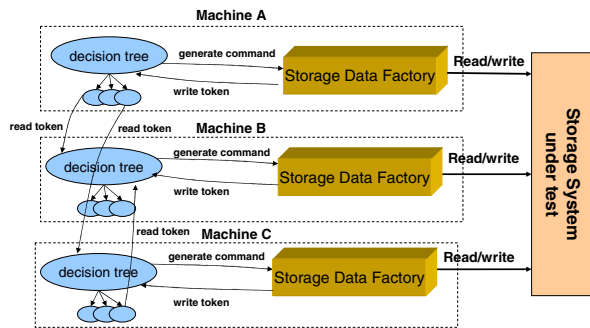 Machine A
decision tree
generate command
write token
Storage Data Factory
Read/write
read token
read token
Machine B
decision tree
generate command
write token
Storage Data Factory
Read/write
read token
Machine C
decision tree
generate command
write token
Storage Data Factory
Read/write
Storage System
under test